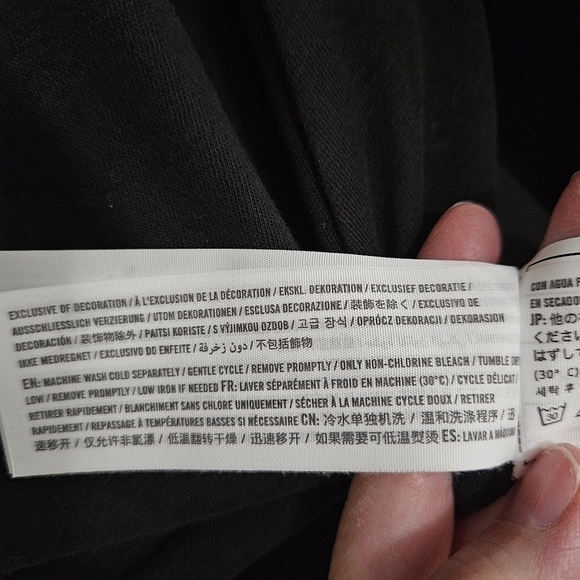 EXCLUSIVE OF DECORATION / À L'EXCLUSION DE LA DÉCORATION / EKSKL. DEKORATION / EXCLUSIEF DECORATIE /
AUSSCHLIESSLICH VERZIERUNG / UTOM DEKORATIONEN / ESCLUSA DECORAZIONE / 装飾を除く / EXCLUSIVO DE
DECORACIÓN / 装饰物除外 / PAITSI KORISTE / S VÝJIMKOU OZDOB / 고급 장식 / OPRÓCZ DEKORACJI / DEKORASJON
IKKE MEDREGNET / EXCLUSIVO DO ENFEITE / دون زخرفة / 不包括飾物
EN: MACHINE WASH COLD SEPARATELY / GENTLE CYCLE / REMOVE PROMPTLY / ONLY NON-CHLORINE BLEACH / TUMBLE DRY
LOW / REMOVE PROMPTLY / LOW IRON IF NEEDED FR: LAVER SÉPARÉMENT À FROID EN MACHINE (30°C) / CYCLE DÉLICAT /
RETIRER RAPIDEMENT / BLANCHIMENT SANS CHLORE UNIQUEMENT / SÉCHER À LA MACHINE CYCLE DOUX / RETIRER
RAPIDEMENT / REPASSAGE À TEMPÉRATURES BASSES SI NÉCESSAIRE CN: 冷水单独机洗 / 温和洗涤程序 / 迅
速移开 / 仅允许非氯漂 / 低温翻转干燥 / 迅速移开 / 如果需要可低温熨烫 ES: LAVAR A MÁQUINA
CON AGUA
EN SECADO
JP: 他の
ください
はずして
(30° C)
세탁 후
30